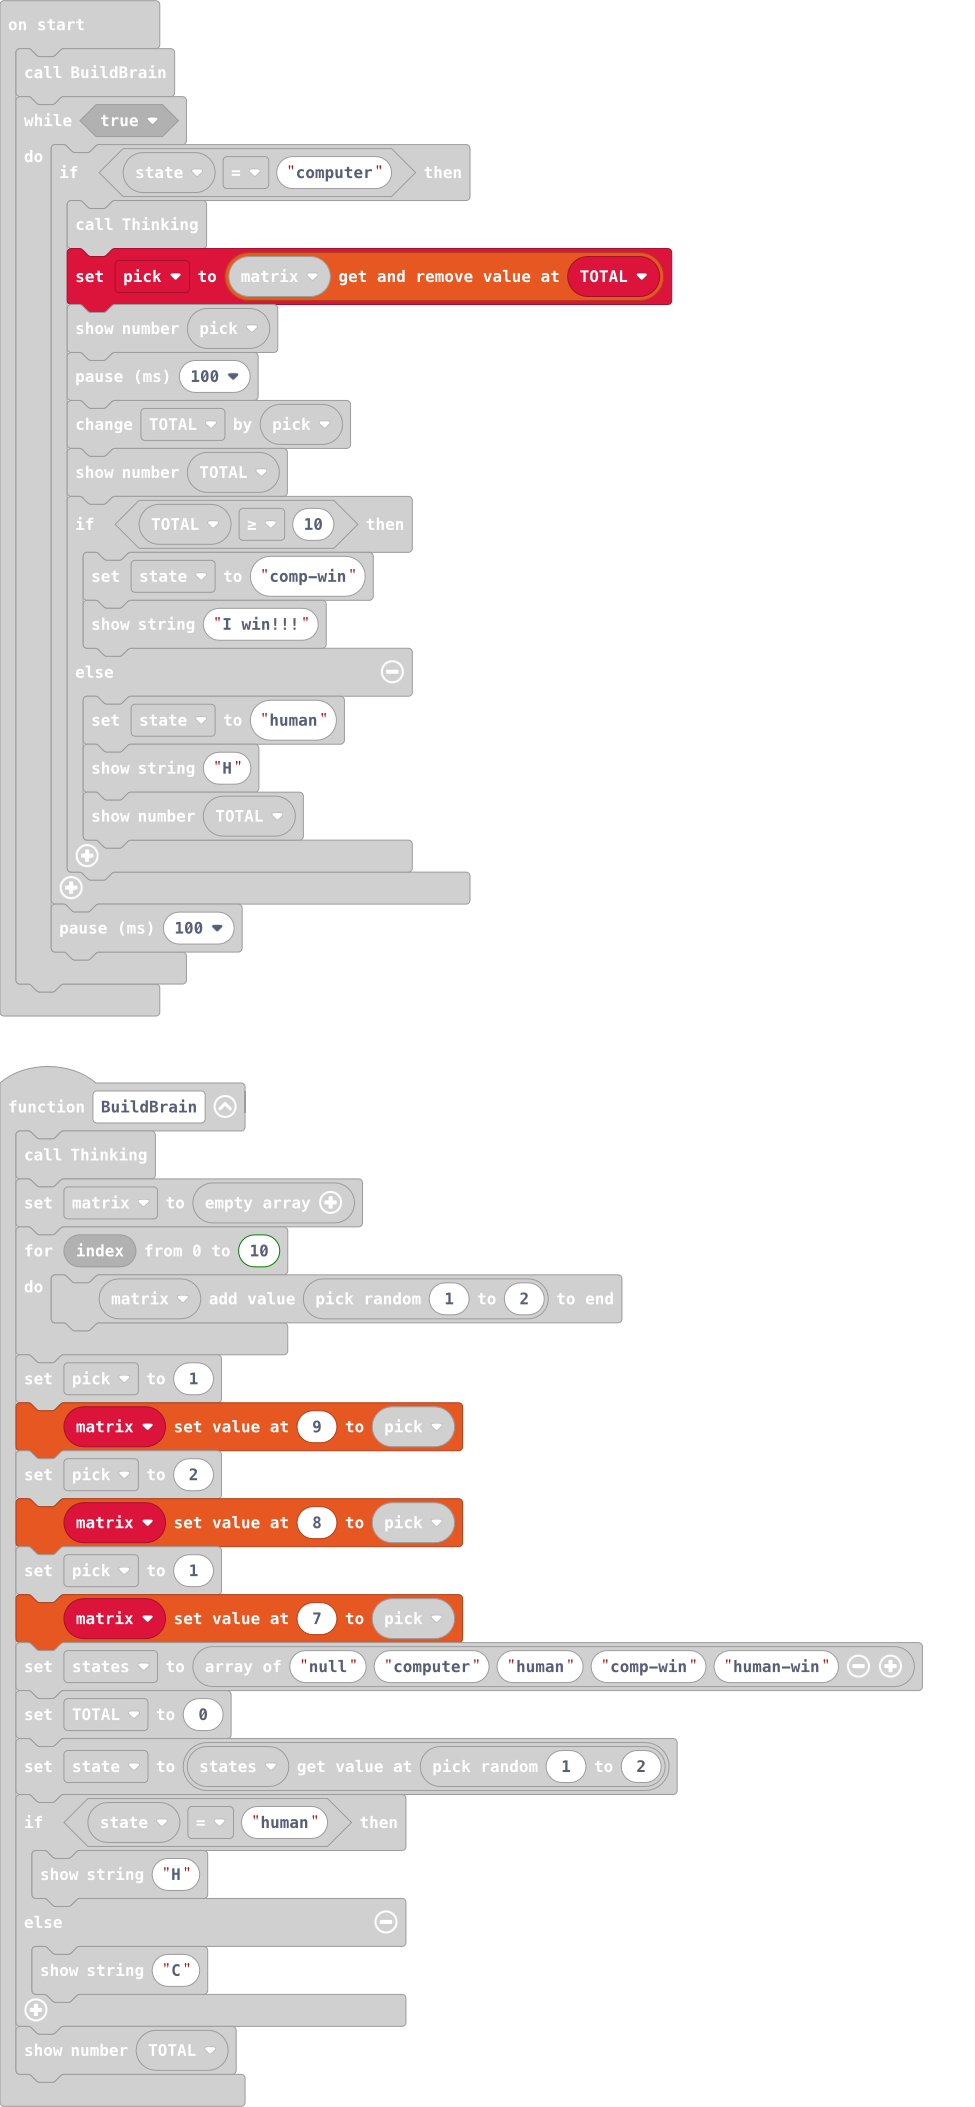 on start
call BuildBrain
while true
do
if state = "computer" then
call Thinking
set pick to matrix get and remove value at TOTAL
show number pick
pause (ms) 100
change TOTAL by pick
show number TOTAL
if TOTAL ≥ 10 then
set state to "comp-win"
show string "I win!!!"
else
set state to "human"
show string "H"
show number TOTAL
pause (ms) 100
function BuildBrain
call Thinking
set matrix to empty array
for index from 0 to 10
do
matrix add value pick random 1 to 2 to end
set pick to 1
matrix set value at 9 to pick
set pick to 2
matrix set value at 8 to pick
set pick to 1
matrix set value at 7 to pick
set states to array of "null" "computer" "human" "comp-win" "human-win"
set TOTAL to 0
set state to states get value at pick random 1 to 2
if state = "human" then
show string "H"
else
show string "C"
show number TOTAL